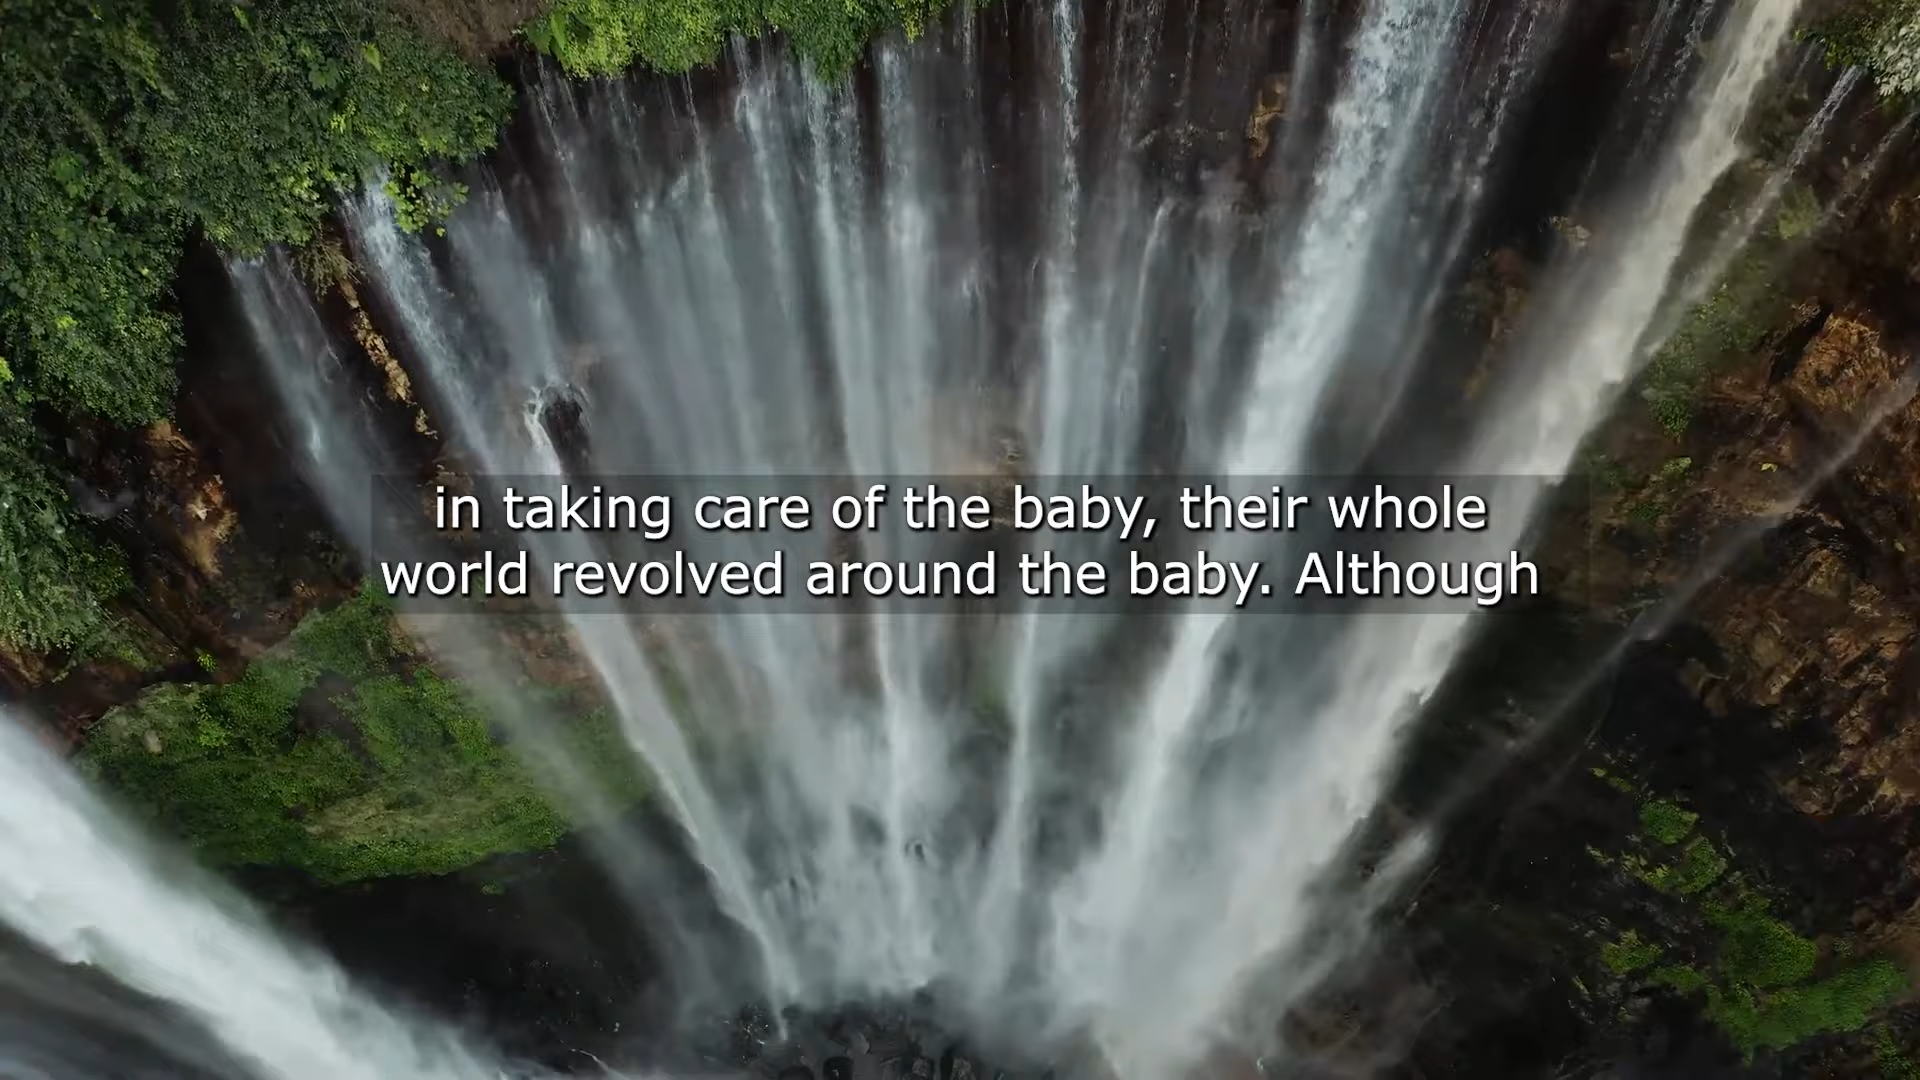 in taking care of the baby, their whole
world revolved around the baby. Although